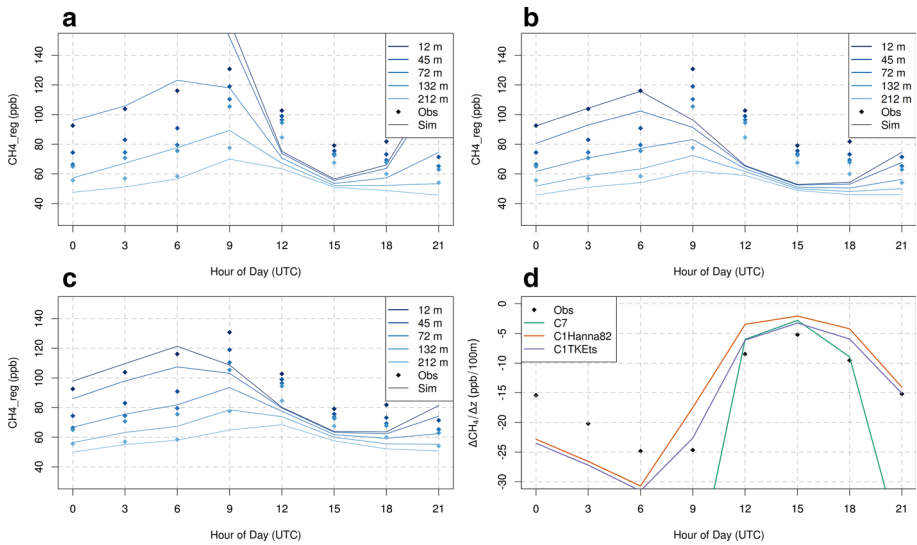 a
CH4_reg (ppb)
140
120
100
80
60
40
0 3 6 9 12 15 18 21
Hour of Day (UTC)
12 m
45 m
72 m
132 m
212 m
Obs
Sim
b
CH4_reg (ppb)
140
120
100
80
60
40
0 3 6 9 12 15 18 21
Hour of Day (UTC)
12 m
45 m
72 m
132 m
212 m
Obs
Sim
c
CH4_reg (ppb)
140
120
100
80
60
40
0 3 6 9 12 15 18 21
Hour of Day (UTC)
12 m
45 m
72 m
132 m
212 m
Obs
Sim
d
ΔCH₄/Δz (ppb/100m)
0
-5
-10
-15
-20
-25
-30
0 3 6 9 12 15 18 21
Hour of Day (UTC)
Obs
C7
C1Hanna82
C1TKEts